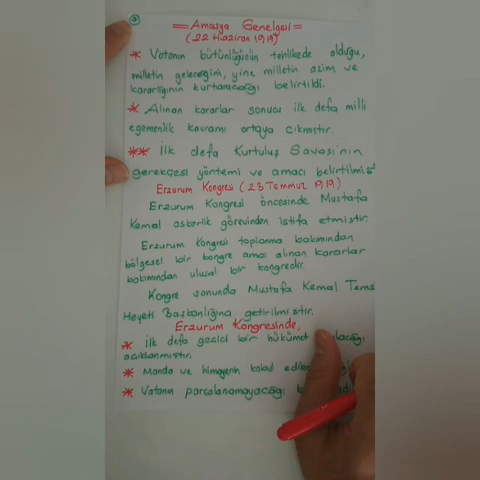 3
=Amasya Genelgesi=
(22 Haziran 1919)
* Vatanın bütünlüğünün tehlikede olduğu,
milletin geleceğini, yine milletin azim ve
kararlığının kurtaracağı belirtildi.
* Alınan kararlar sonucu ilk defa milli
egemenlik kavramı ortaya çıkmıştır.
** İlk defa Kurtuluş Savaşı'nın
gerekçesi yöntemi ve amacı belirtilmiş
Erzurum Kongresi (23 Temmuz 1919)
Erzurum Kongresi öncesinde Mustafa
Kemal askerlik görevinden istifa etmiştir.
Erzurum Kongresi toplanma bakımından
bölgesel bir kongre ama alınan kararlar
bakımından ulusal bir kongredir.
Kongre sonunda Mustafa Kemal Tems
Heyeti Başkanlığına getirilmiştir.
Erzurum Kongresinde,
* İlk defa geçici bir hükümet
açıklanmıştır.
* Manda ve himayenin kabul
* Vatanın parçalanamayacağı